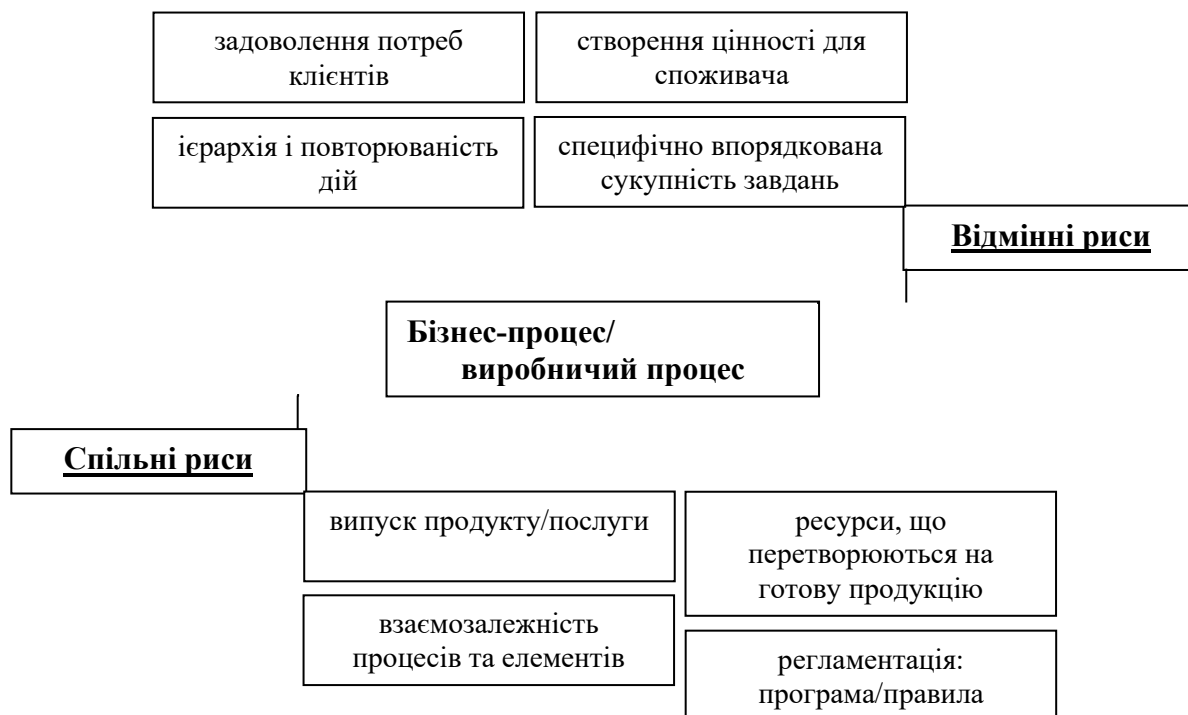 задоволення потреб
клієнтів
створення цінності для
споживача
ієрархія і повторюваність
дій
специфічно впорядкована
сукупність завдань
Відмінні риси
Бізнес-процес/
виробничий процес
Спільні риси
випуск продукту/послуги
ресурси, що
перетворюються на
готову продукцію
взаємозалежність
процесів та елементів
регламентація:
програма/правила